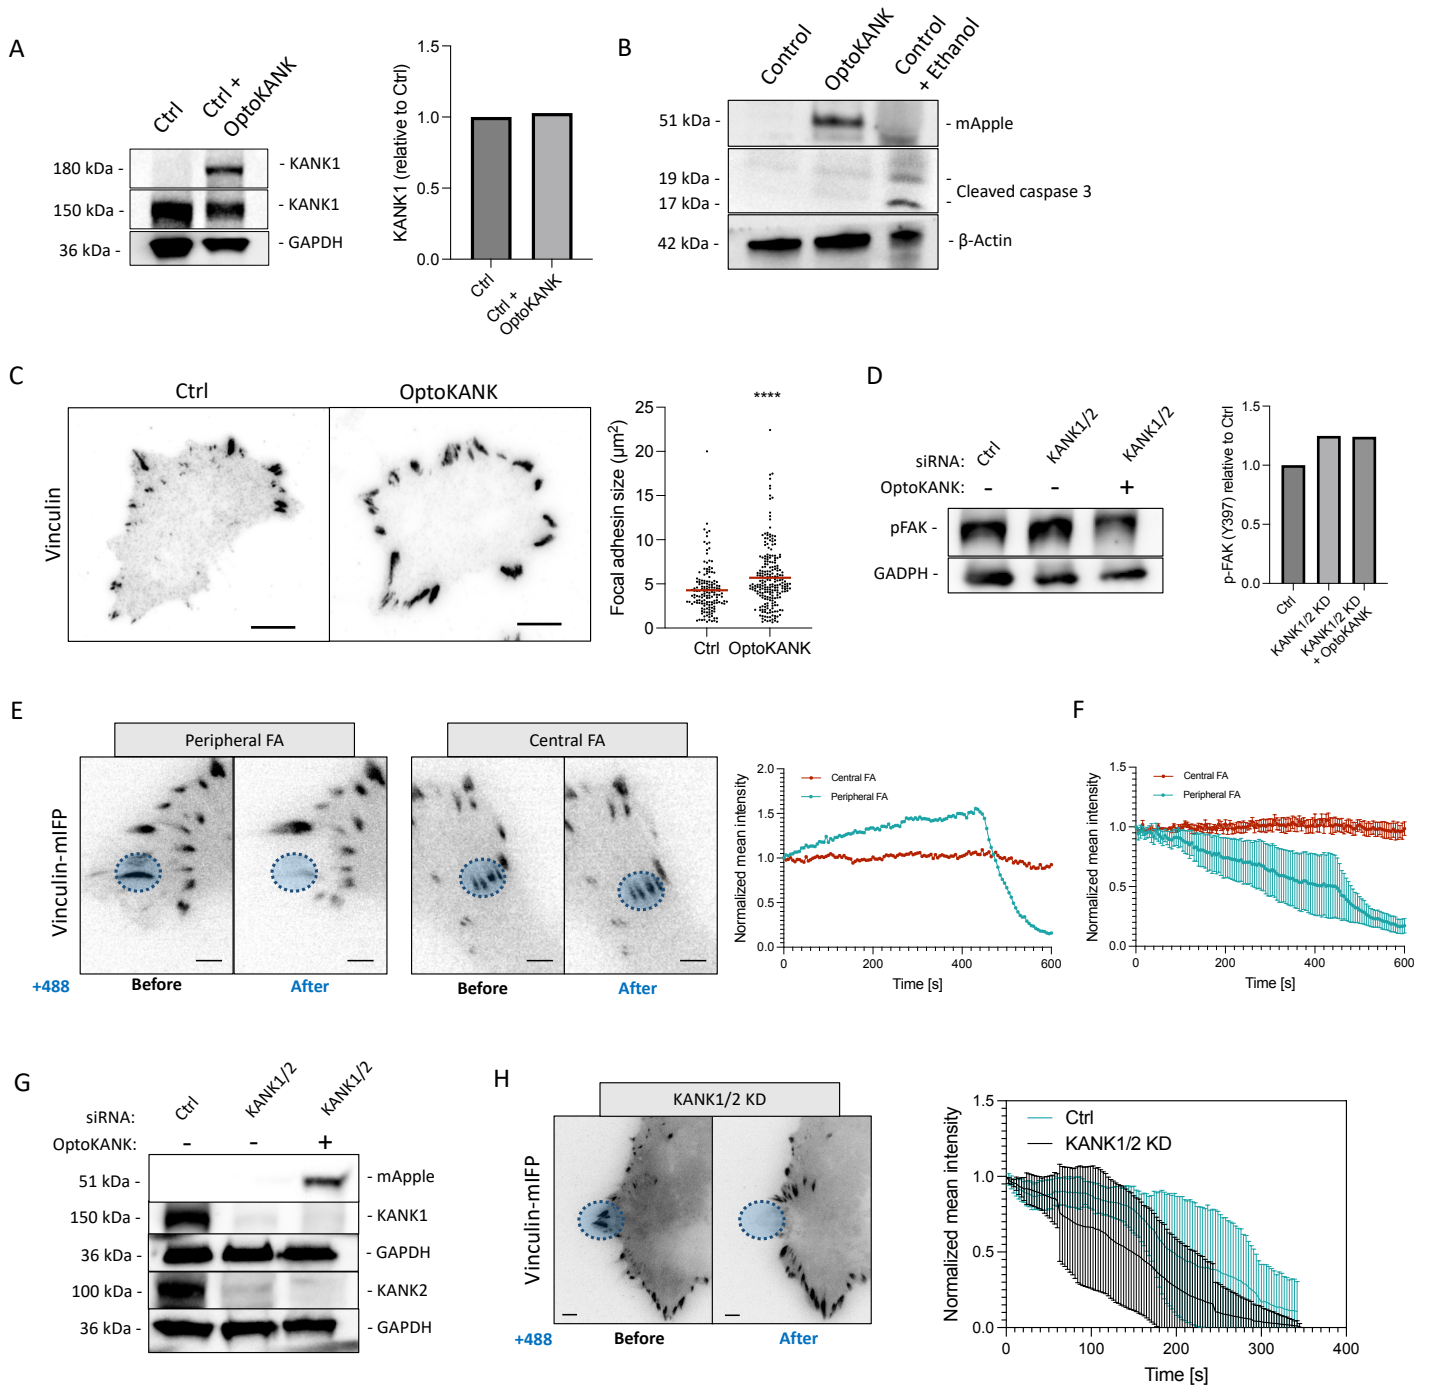 A
Ctrl
Ctrl +
OptoKANK
180 kDa -
- KANK1
150 kDa -
- KANK1
36 kDa -
- GAPDH
KANK1 (relative to Ctrl)
1.5
1.0
0.5
0.0
Ctrl
Ctrl +
OptoKANK
B
Control
OptoKANK
Control
+ Ethanol
51 kDa -
- mApple
19 kDa -
-
Cleaved caspase 3
17 kDa -
-
42 kDa -
- β-Actin
C
Ctrl
OptoKANK
Vinculin
Focal adhesin size (µm²)
25
20
15
10
5
0
****
Ctrl
OptoKANK
D
siRNA:
Ctrl
KANK1/2
KANK1/2
OptoKANK:
-
-
+
pFAK -
GADPH -
p-FAK (Y397) relative to Ctrl
1.5
1.0
0.5
0.0
Ctrl
KANK1/2 KD
KANK1/2 KD
+ OptoKANK
E
Peripheral FA
Central FA
Vinculin-mIFP
+488
Before
After
Before
After
Normalized mean intensity
2.0
1.5
1.0
0.5
0.0
Central FA
Peripheral FA
0
200
400
600
Time [s]
F
Normalized mean intensity
1.5
1.0
0.5
0.0
Central FA
Peripheral FA
0
200
400
600
Time [s]
G
siRNA:
Ctrl
KANK1/2
KANK1/2
OptoKANK:
-
-
+
51 kDa -
- mApple
150 kDa -
- KANK1
36 kDa -
- GAPDH
100 kDa -
- KANK2
36 kDa -
- GAPDH
H
KANK1/2 KD
Vinculin-mIFP
+488
Before
After
Normalized mean intensity
1.5
1.0
0.5
0.0
Ctrl
KANK1/2 KD
0
100
200
300
400
Time [s]